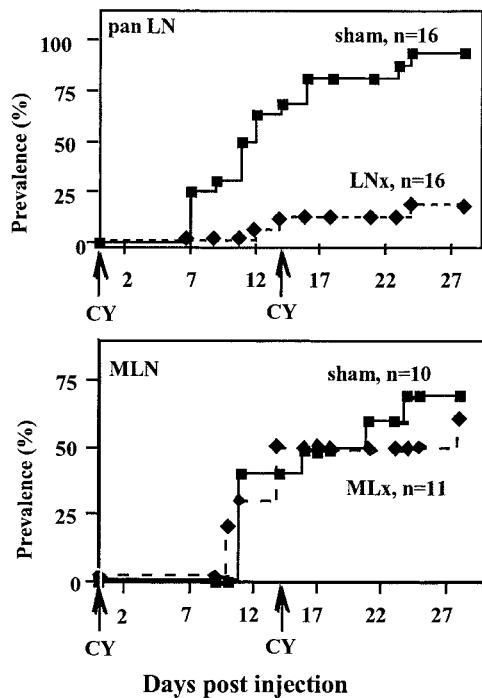 pan LN
sham, n=16
100
75
50
25
0
Prevalence (%)
LNx, n=16
2 7 12 17 22 27
CY CY
MLN
sham, n=10
75
50
25
0
Prevalence (%)
MLx, n=11
2 7 12 17 22 27
CY CY
Days post injection